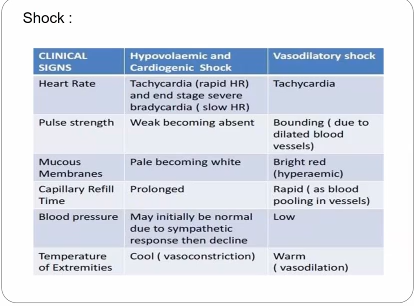 Shock :
CLINICAL SIGNS | Hypovolaemic and Cardiogenic Shock | Vasodilatory shock
Heart Rate | Tachycardia (rapid HR) and end stage severe bradycardia ( slow HR) | Tachycardia
Pulse strength | Weak becoming absent | Bounding ( due to dilated blood vessels)
Mucous Membranes | Pale becoming white | Bright red (hyperaemic)
Capillary Refill Time | Prolonged | Rapid ( as blood pooling in vessels)
Blood pressure | May initially be normal due to sympathetic response then decline | Low
Temperature of Extremities | Cool ( vasoconstriction) | Warm ( vasodilation)